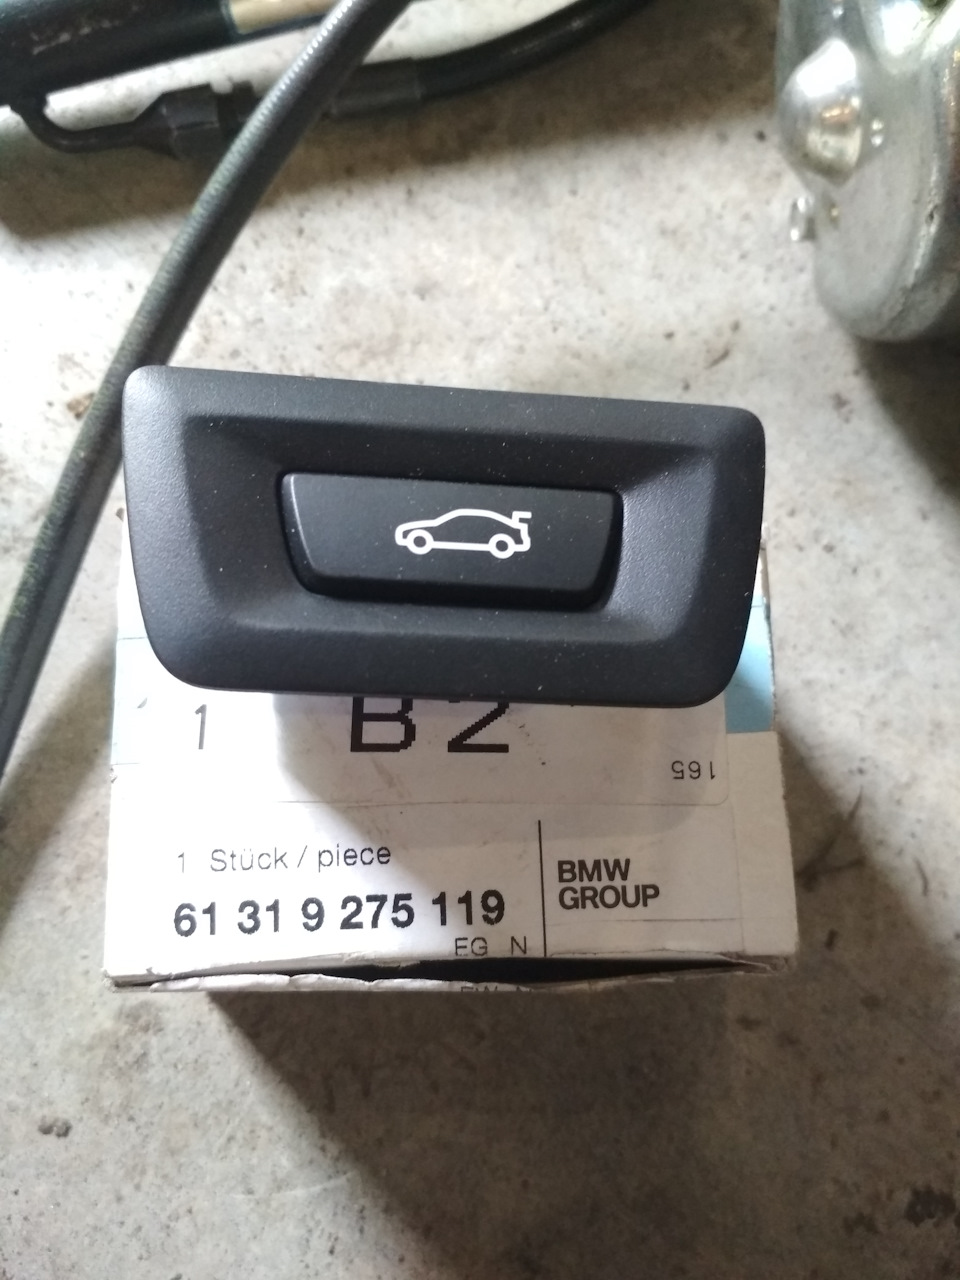 1 B2
165
1 Stück / piece
61 31 9 275 119
EG N
BMW
GROUP